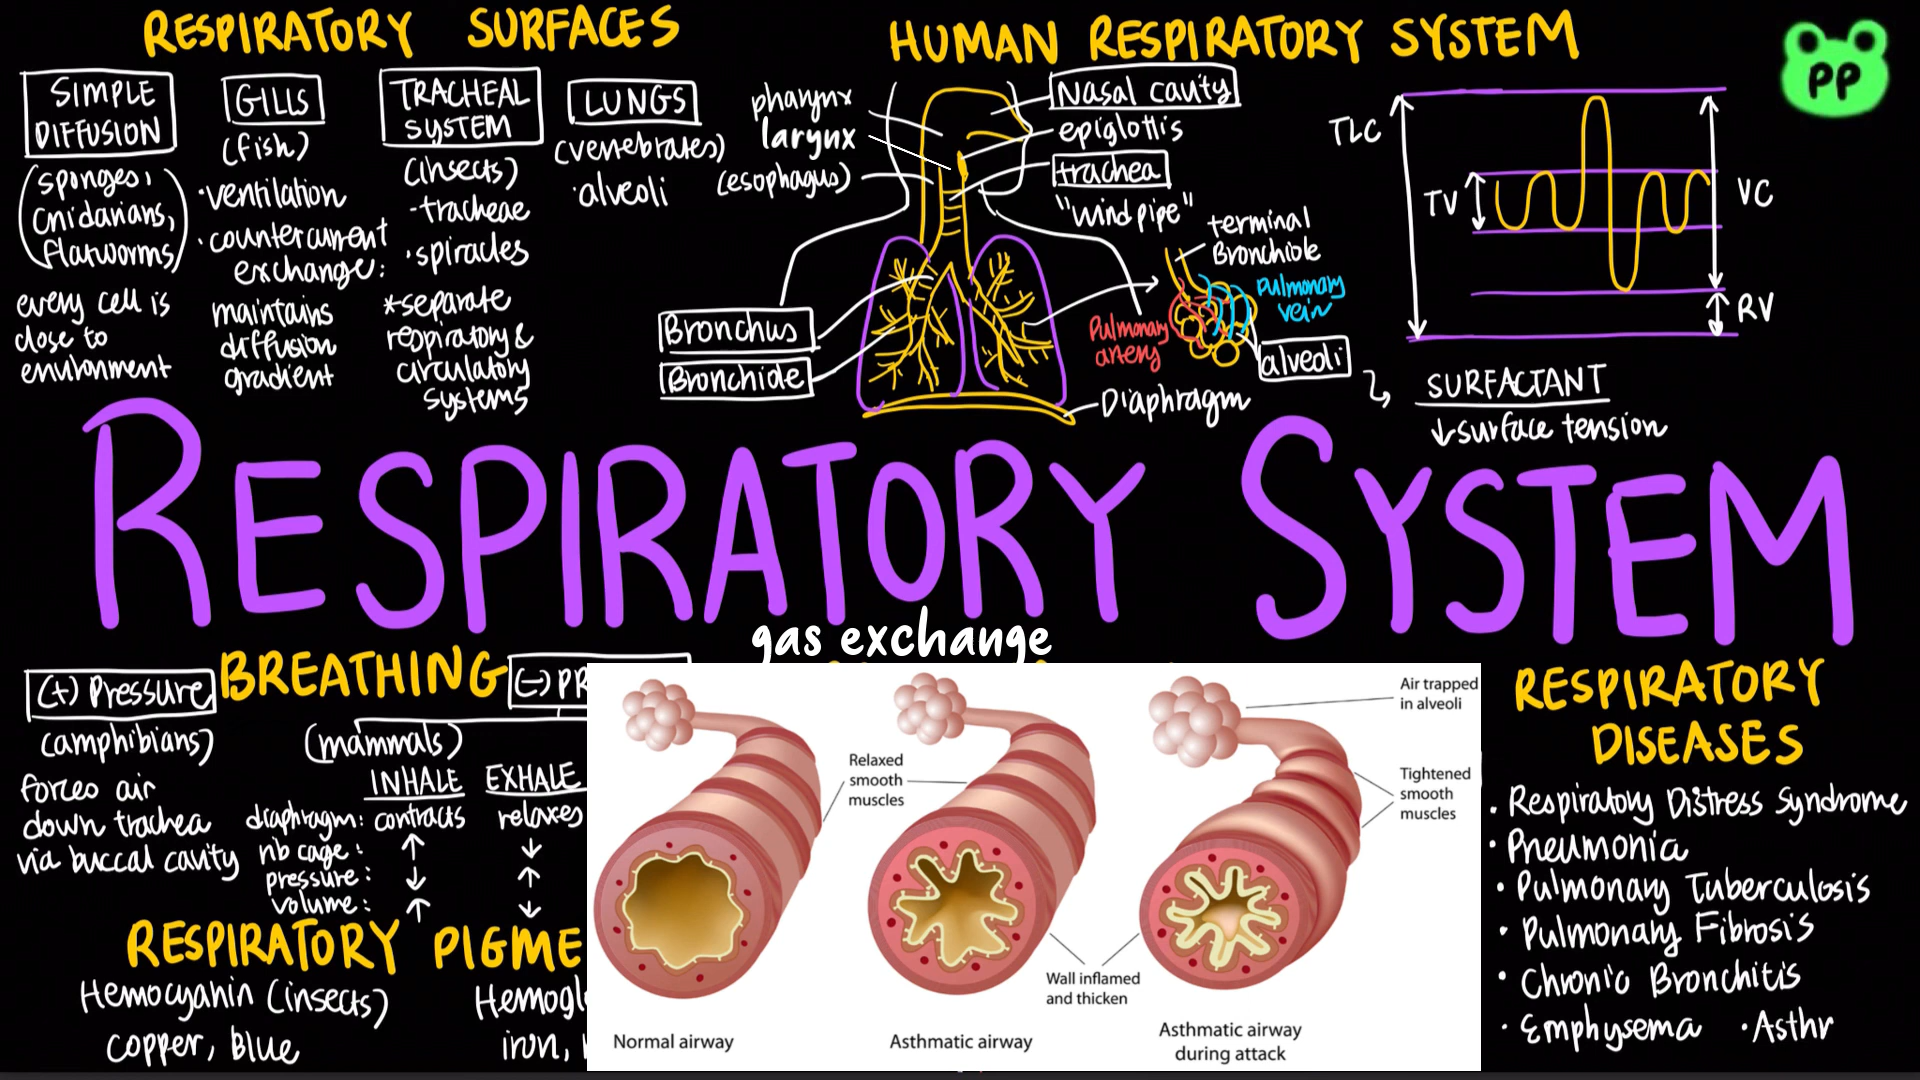 RESPIRATORY SURFACES
SIMPLE
DIFFUSION
(sponges,
cnidarians,
flatworms)
every cell is
close to
environment
GILLS
(fish)
·ventilation
·countercurrent
exchange:
maintains
diffusion
gradient
TRACHEAL
SYSTEM
(insects)
-tracheae
·spiracles
*separate
respiratory &
circulatory
systems
LUNGS
(vertebrates)
·alveoli
HUMAN RESPIRATORY SYSTEM
pharynx
larynx
(esophagus)
Nasal cavity
epiglottis
trachea
"windpipe"
terminal
Bronchiole
Pulmonary
vein
Pulmonary
artery
alveoli
Bronchus
Bronchiole
Diaphragm
TLC
TV
VC
RV
SURFACTANT
↓surface tension
PP
RESPIRATORY SYSTEM
gas exchange
BREATHING
(+) Pressure
(amphibians)
forces air
down trachea
via buccal cavity
(-) PR
(mammals)
INHALE EXHALE
diaphragm: contracts relaxes
rib cage: ↑ ↓
pressure: ↓ ↑
volume: ↑ ↓
RESPIRATORY PIGME
Hemocyanin (insects)
copper, blue
Hemogl
iron,
Relaxed
smooth
muscles
Air trapped
in alveoli
Tightened
smooth
muscles
Wall inflamed
and thicken
Normal airway
Asthmatic airway
Asthmatic airway
during attack
RESPIRATORY
DISEASES
· Respiratory Distress Syndrome
· Pneumonia
· Pulmonary Tuberculosis
· Pulmonary Fibrosis
· Chronic Bronchitis
· Emphysema · Asthr